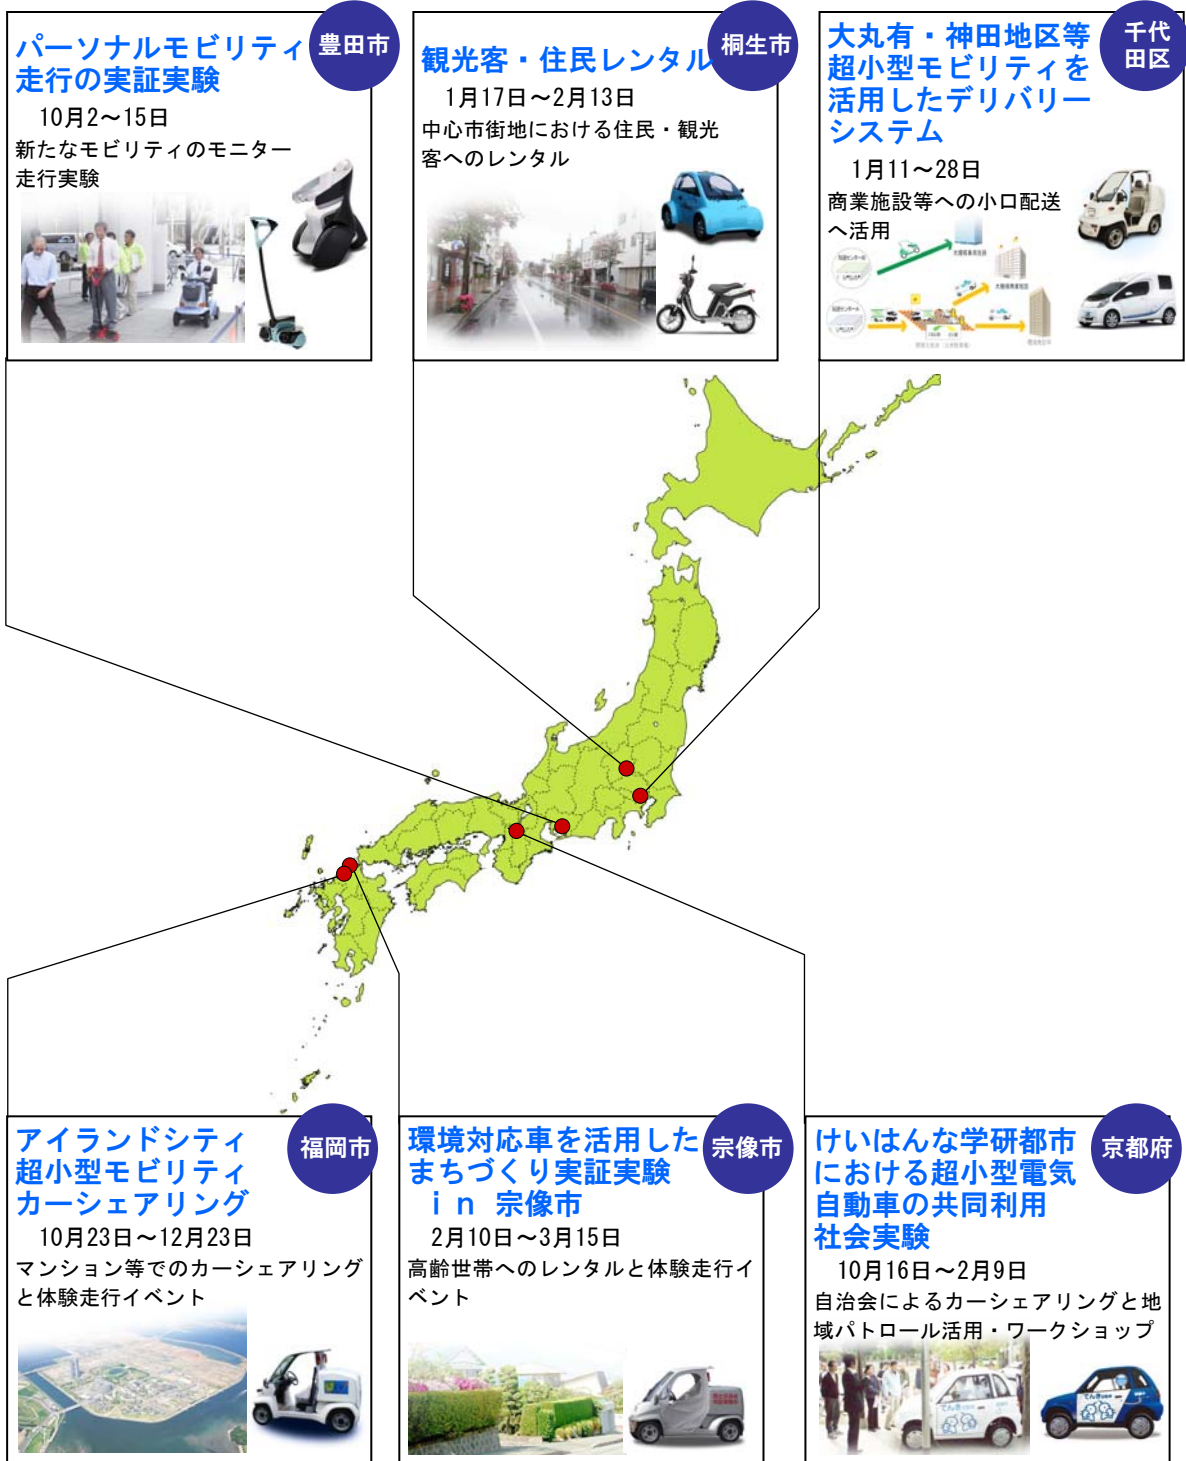 パーソナルモビリティ
走行の実証実験
豊田市
10月2～15日
新たなモビリティのモニター
走行実験
観光客・住民レンタル
桐生市
1月17日～2月13日
中心市街地における住民・観光
客へのレンタル
大丸有・神田地区等
超小型モビリティを
活用したデリバリー
システム
千代
田区
1月11～28日
商業施設等への小口配送
へ活用
アイランドシティ
超小型モビリティ
カーシェアリング
福岡市
10月23日～12月23日
マンション等でのカーシェアリング
と体験走行イベント
環境対応車を活用した
まちづくり実証実験
ｉｎ 宗像市
宗像市
2月10日～3月15日
高齢世帯へのレンタルと体験走行イ
ベント
けいはんな学研都市
における超小型電気
自動車の共同利用
社会実験
京都府
10月16日～2月9日
自治会によるカーシェアリングと地
域パトロール活用・ワークショップ